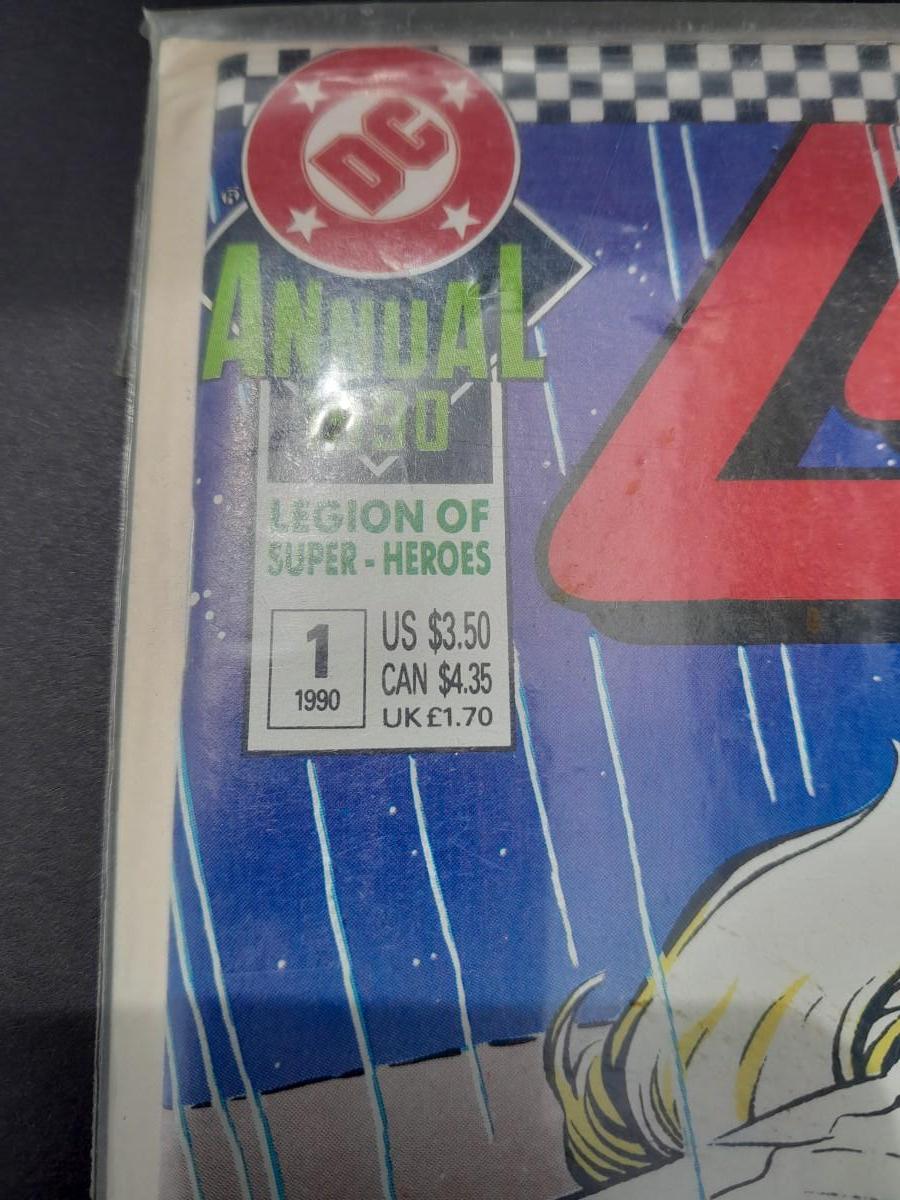 DC
®
ANNUAL
LEGION OF
SUPER - HEROES
1
1990
US $3.50
CAN $4.35
UK £1.70
L